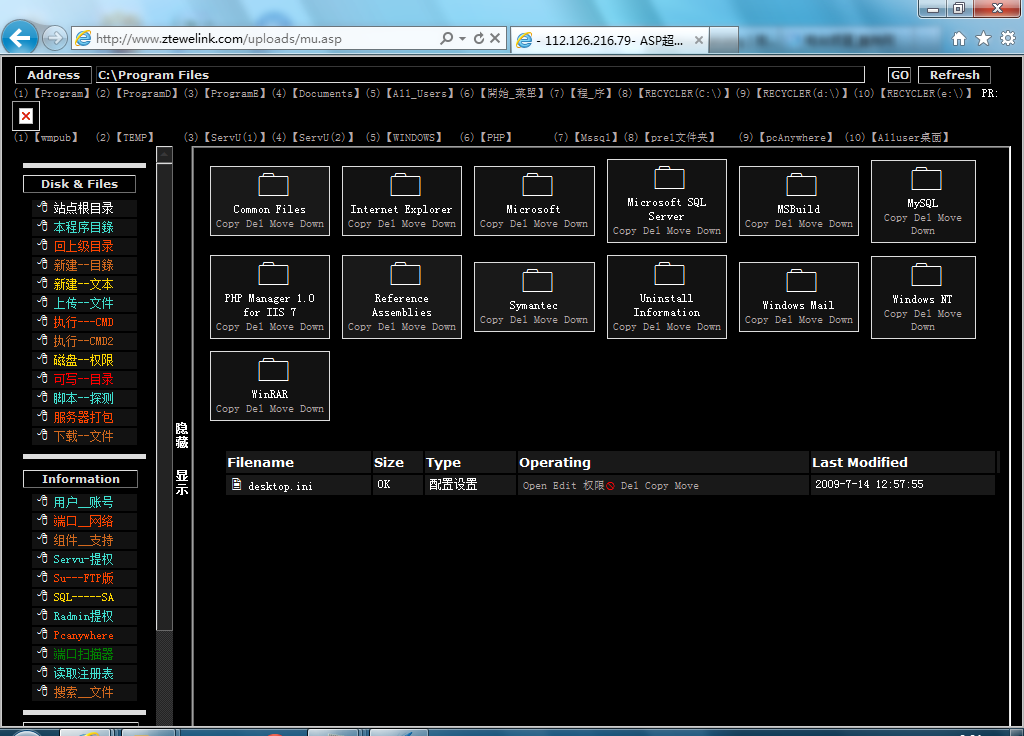 http://www.ztewelink.com/uploads/mu.asp
- 112.126.216.79- ASP超...
Address C:\Program Files GO Refresh
(1)【Program】(2)【ProgramD】(3)【ProgramE】(4)【Documents】(5)【All_Users】(6)【開始_菜單】(7)【程_序】(8)【RECYCLER(C:\)】(9)【RECYCLER(d:\)】(10)【RECYCLER(e:\)】 PR:
(1)【wmpub】 (2)【TEMP】 (3)【ServU(1)】(4)【ServU(2)】 (5)【WINDOWS】 (6)【PHP】 (7)【Mssql】(8)【prel文件夹】 (9)【pcAnywhere】 (10)【Alluser桌面】
Disk & Files
站点根目录
本程序目錄
回上级目录
新建--目錄
新建--文本
上传--文件
执行---CMD
执行--CMD2
磁盘--权限
可写--目录
脚本--探测
服务器打包
下载--文件
Information
用户__账号
端口__网络
组件__支持
Servu-提权
Su---FTP版
SQL-----SA
Radmin提权
Pcanywhere
端口扫描器
读取注册表
搜索__文件
隐藏
显示
Common Files
Copy Del Move Down
Internet Explorer
Copy Del Move Down
Microsoft
Copy Del Move Down
Microsoft SQL
Server
Copy Del Move Down
MSBuild
Copy Del Move Down
MySQL
Copy Del Move
Down
PHP Manager 1.0
for IIS 7
Copy Del Move Down
Reference
Assemblies
Copy Del Move Down
Symantec
Copy Del Move Down
Uninstall
Information
Copy Del Move Down
Windows Mail
Copy Del Move Down
Windows NT
Copy Del Move
Down
WinRAR
Copy Del Move Down
Filename Size Type Operating Last Modified
desktop.ini 0K 配置设置 Open Edit 权限 Del Copy Move 2009-7-14 12:57:55